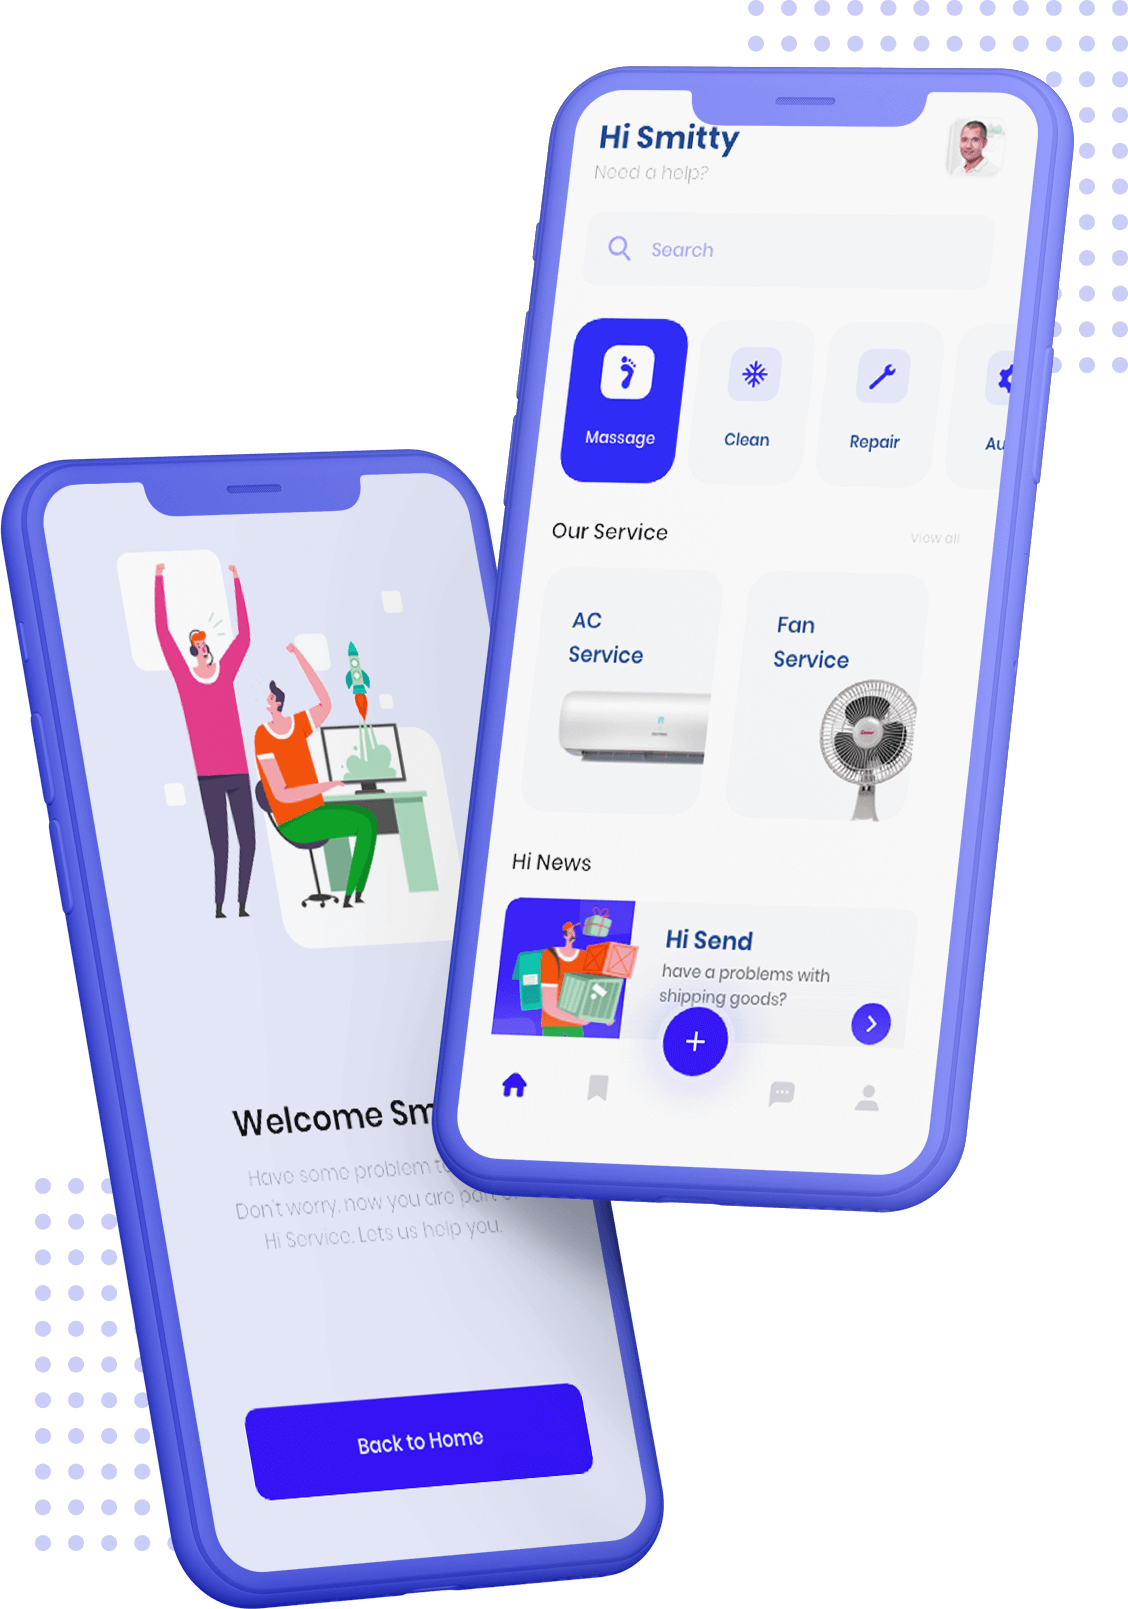 Hi Smitty
Need a help?
Search
Massage
Clean
Repair
Au
Our Service
View all
AC
Service
Fan
Service
Hi News
Hi Send
have a problems with
shipping goods?
Welcome Sm
Have some problem
Don't worry, now you are part
Hi Service. Lets us help you.
Back to Home